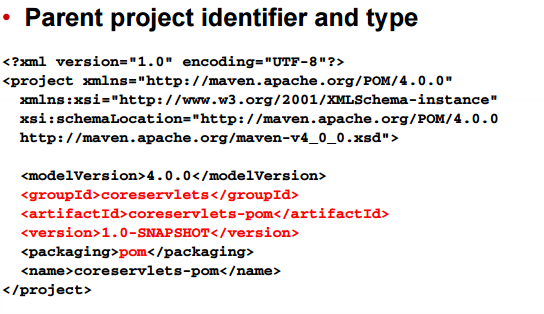 • Parent project identifier and type
<?xml version="1.0" encoding="UTF-8"?>
<project xmlns="http://maven.apache.org/POM/4.0.0"
xmlns:xsi="http://www.w3.org/2001/XMLSchema-instance"
xsi:schemaLocation="http://maven.apache.org/POM/4.0.0
http://maven.apache.org/maven-v4_0_0.xsd">
<modelVersion>4.0.0</modelVersion>
<groupId>coreservlets</groupId>
<artifactId>coreservlets-pom</artifactId>
<version>1.0-SNAPSHOT</version>
<packaging>pom</packaging>
<name>coreservlets-pom</name>
</project>